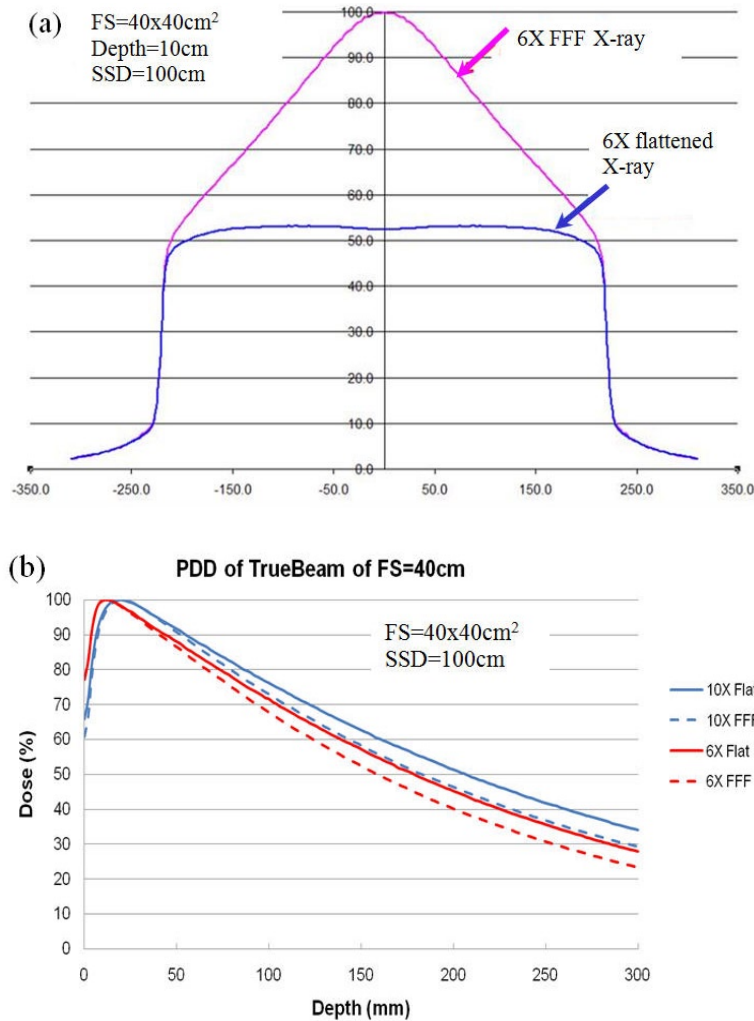 (a)
FS=40x40cm²
Depth=10cm
SSD=100cm
6X FFF X-ray
6X flattened
X-ray
100.0
90.0
80.0
70.0
60.0
50.0
40.0
30.0
20.0
10.0
0.0
-350.0 -250.0 -150.0 -50.0 50.0 150.0 250.0 350.0
(b)
PDD of TrueBeam of FS=40cm
FS=40x40cm²
SSD=100cm
Dose (%)
100
90
80
70
60
50
40
30
20
10
0
0 50 100 150 200 250 300
Depth (mm)
10X Flat
10X FFF
6X Flat
6X FFF